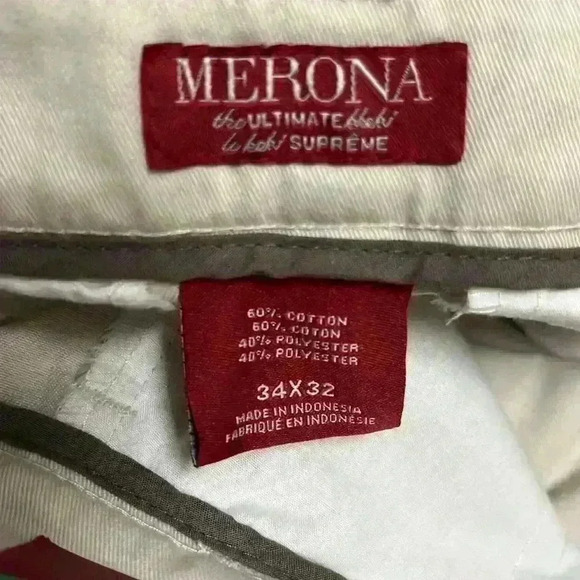 MERONA
the ULTIMATE khaki
le kaki SUPRÊME
60% COTTON
60% COTON
40% POLYESTER
40% POLYESTER
34X32
MADE IN INDONESIA
FABRIQUÉ EN INDONÉSIE